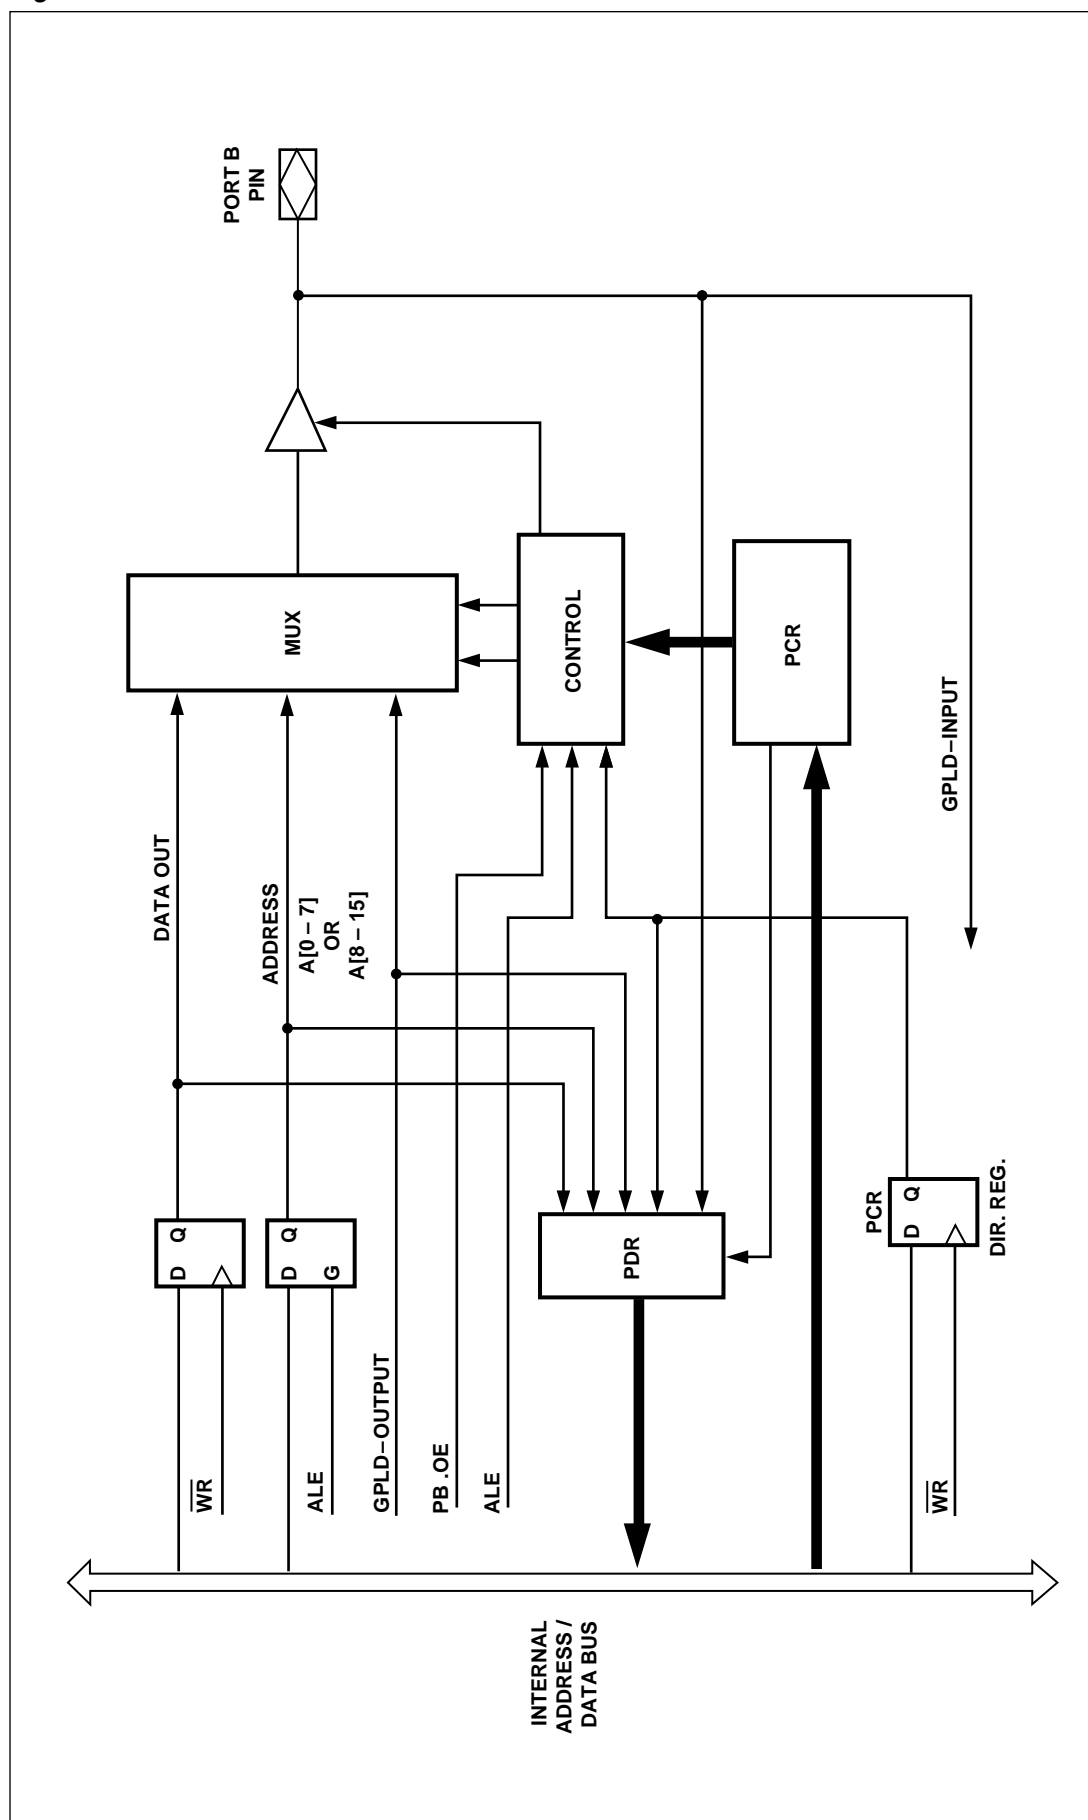 PORT B
PIN
DATA OUT
ADDRESS
A[0 – 7]
OR
A[8 – 15]
MUX
CONTROL
PCR
GPLD–INPUT
D Q
WR
D Q
G
ALE
GPLD–OUTPUT
PB .OE
ALE
PDR
PCR
D Q
DIR. REG.
WR
INTERNAL
ADDRESS /
DATA BUS